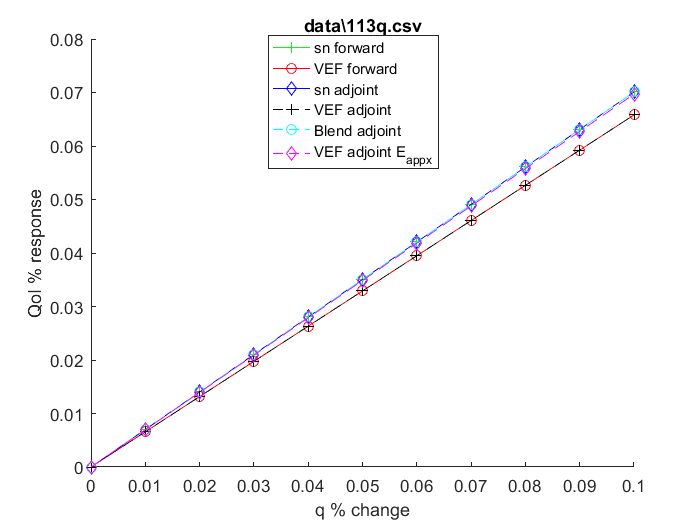 data\113q.csv
sn forward
VEF forward
sn adjoint
VEF adjoint
Blend adjoint
VEF adjoint E_appx
0.08
0.07
0.06
0.05
0.04
0.03
0.02
0.01
0
QoI % response
0 0.01 0.02 0.03 0.04 0.05 0.06 0.07 0.08 0.09 0.1
q % change